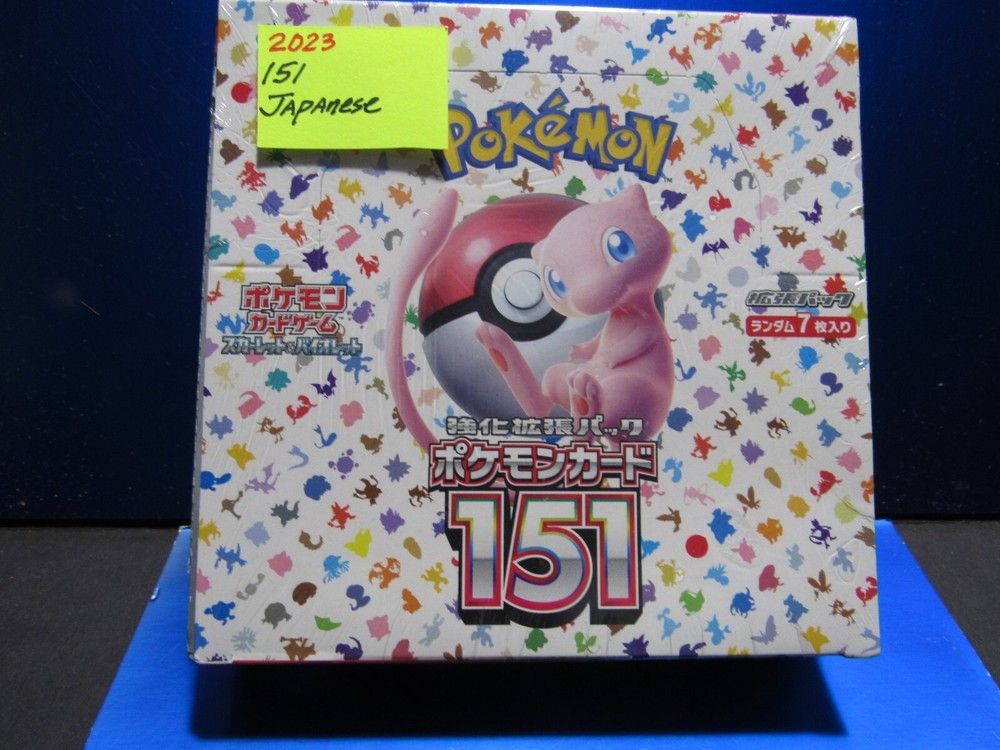 2023
151
Japanese
POKéMON
ポケモン
カードゲーム
スカーレット&バイオレット
拡張パック
ランダム7枚入り
強化拡張パック
ポケモンカード
151